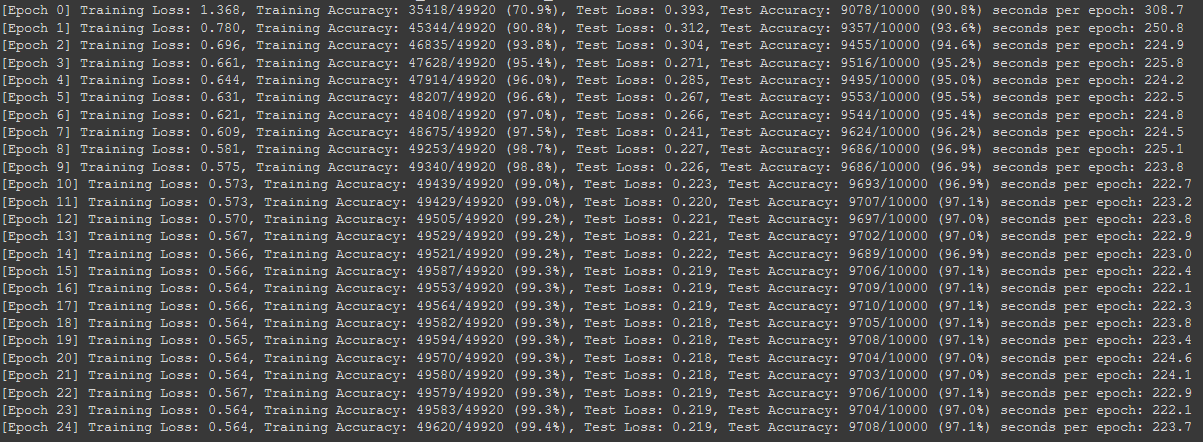 [Epoch 0] Training Loss: 1.368, Training Accuracy: 35418/49920 (70.9%), Test Loss: 0.393, Test Accuracy: 9078/10000 (90.8%) seconds per epoch: 308.7
[Epoch 1] Training Loss: 0.780, Training Accuracy: 45344/49920 (90.8%), Test Loss: 0.312, Test Accuracy: 9357/10000 (93.6%) seconds per epoch: 250.8
[Epoch 2] Training Loss: 0.696, Training Accuracy: 46835/49920 (93.8%), Test Loss: 0.304, Test Accuracy: 9455/10000 (94.6%) seconds per epoch: 224.9
[Epoch 3] Training Loss: 0.661, Training Accuracy: 47628/49920 (95.4%), Test Loss: 0.271, Test Accuracy: 9516/10000 (95.2%) seconds per epoch: 225.8
[Epoch 4] Training Loss: 0.644, Training Accuracy: 47914/49920 (96.0%), Test Loss: 0.285, Test Accuracy: 9495/10000 (95.0%) seconds per epoch: 224.2
[Epoch 5] Training Loss: 0.631, Training Accuracy: 48207/49920 (96.6%), Test Loss: 0.267, Test Accuracy: 9553/10000 (95.5%) seconds per epoch: 222.5
[Epoch 6] Training Loss: 0.621, Training Accuracy: 48408/49920 (97.0%), Test Loss: 0.266, Test Accuracy: 9544/10000 (95.4%) seconds per epoch: 224.8
[Epoch 7] Training Loss: 0.609, Training Accuracy: 48675/49920 (97.5%), Test Loss: 0.241, Test Accuracy: 9624/10000 (96.2%) seconds per epoch: 224.5
[Epoch 8] Training Loss: 0.581, Training Accuracy: 49253/49920 (98.7%), Test Loss: 0.227, Test Accuracy: 9686/10000 (96.9%) seconds per epoch: 225.1
[Epoch 9] Training Loss: 0.575, Training Accuracy: 49340/49920 (98.8%), Test Loss: 0.226, Test Accuracy: 9686/10000 (96.9%) seconds per epoch: 223.8
[Epoch 10] Training Loss: 0.573, Training Accuracy: 49439/49920 (99.0%), Test Loss: 0.223, Test Accuracy: 9693/10000 (96.9%) seconds per epoch: 222.7
[Epoch 11] Training Loss: 0.573, Training Accuracy: 49429/49920 (99.0%), Test Loss: 0.220, Test Accuracy: 9707/10000 (97.1%) seconds per epoch: 223.2
[Epoch 12] Training Loss: 0.570, Training Accuracy: 49505/49920 (99.2%), Test Loss: 0.221, Test Accuracy: 9697/10000 (97.0%) seconds per epoch: 223.8
[Epoch 13] Training Loss: 0.567, Training Accuracy: 49529/49920 (99.2%), Test Loss: 0.221, Test Accuracy: 9702/10000 (97.0%) seconds per epoch: 222.9
[Epoch 14] Training Loss: 0.566, Training Accuracy: 49521/49920 (99.2%), Test Loss: 0.222, Test Accuracy: 9689/10000 (96.9%) seconds per epoch: 223.0
[Epoch 15] Training Loss: 0.566, Training Accuracy: 49587/49920 (99.3%), Test Loss: 0.219, Test Accuracy: 9706/10000 (97.1%) seconds per epoch: 222.4
[Epoch 16] Training Loss: 0.564, Training Accuracy: 49553/49920 (99.3%), Test Loss: 0.219, Test Accuracy: 9709/10000 (97.1%) seconds per epoch: 222.1
[Epoch 17] Training Loss: 0.566, Training Accuracy: 49564/49920 (99.3%), Test Loss: 0.219, Test Accuracy: 9710/10000 (97.1%) seconds per epoch: 222.3
[Epoch 18] Training Loss: 0.564, Training Accuracy: 49582/49920 (99.3%), Test Loss: 0.218, Test Accuracy: 9705/10000 (97.1%) seconds per epoch: 223.8
[Epoch 19] Training Loss: 0.565, Training Accuracy: 49594/49920 (99.3%), Test Loss: 0.218, Test Accuracy: 9708/10000 (97.1%) seconds per epoch: 223.4
[Epoch 20] Training Loss: 0.564, Training Accuracy: 49570/49920 (99.3%), Test Loss: 0.218, Test Accuracy: 9704/10000 (97.0%) seconds per epoch: 224.6
[Epoch 21] Training Loss: 0.564, Training Accuracy: 49580/49920 (99.3%), Test Loss: 0.218, Test Accuracy: 9703/10000 (97.0%) seconds per epoch: 224.1
[Epoch 22] Training Loss: 0.567, Training Accuracy: 49579/49920 (99.3%), Test Loss: 0.219, Test Accuracy: 9706/10000 (97.1%) seconds per epoch: 222.9
[Epoch 23] Training Loss: 0.564, Training Accuracy: 49583/49920 (99.3%), Test Loss: 0.219, Test Accuracy: 9704/10000 (97.0%) seconds per epoch: 222.1
[Epoch 24] Training Loss: 0.564, Training Accuracy: 49620/49920 (99.4%), Test Loss: 0.219, Test Accuracy: 9708/10000 (97.1%) seconds per epoch: 223.7